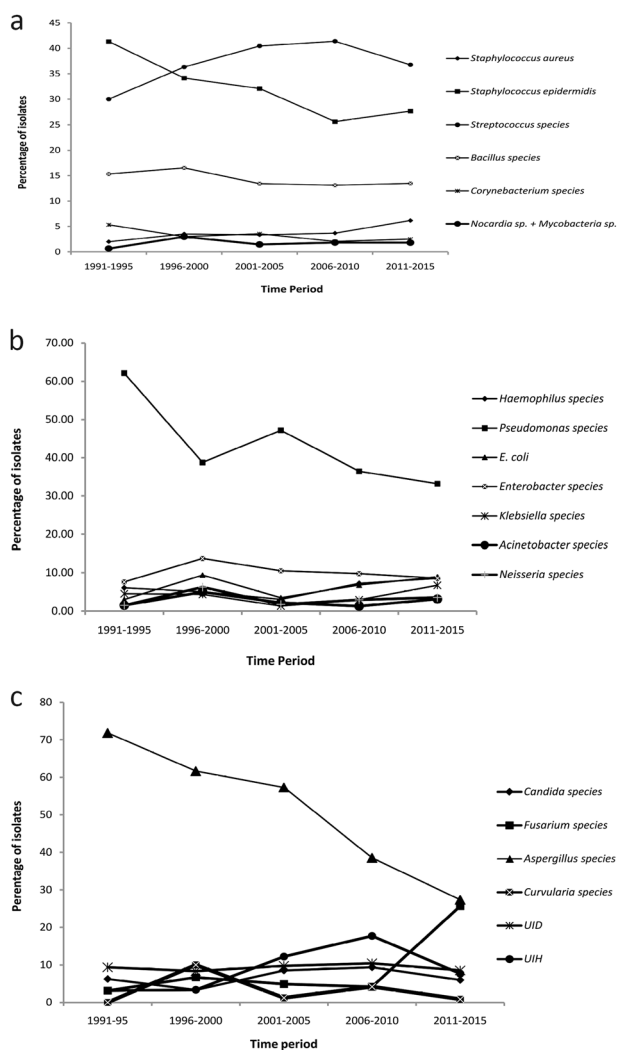 a
45
40
35
30
25
20
15
10
5
0
Percentage of isolates
1991-1995 1996-2000 2001-2005 2006-2010 2011-2015
Time Period
Staphylococcus aureus
Staphylococcus epidermidis
Streptococcus species
Bacillus species
Corynebacterium species
Nocardia sp. + Mycobacteria sp.
b
70.00
60.00
50.00
40.00
30.00
20.00
10.00
0.00
Percentage of isolates
1991-1995 1996-2000 2001-2005 2006-2010 2011-2015
Time Period
Haemophilus species
Pseudomonas species
E. coli
Enterobacter species
Klebsiella species
Acinetobacter species
Neisseria species
c
80
70
60
50
40
30
20
10
0
Perentage of isolates
1991-95 1996-2000 2001-2005 2006-2010 2011-2015
Time period
Candida species
Fusarium species
Aspergillus species
Curvularia species
UID
UIH